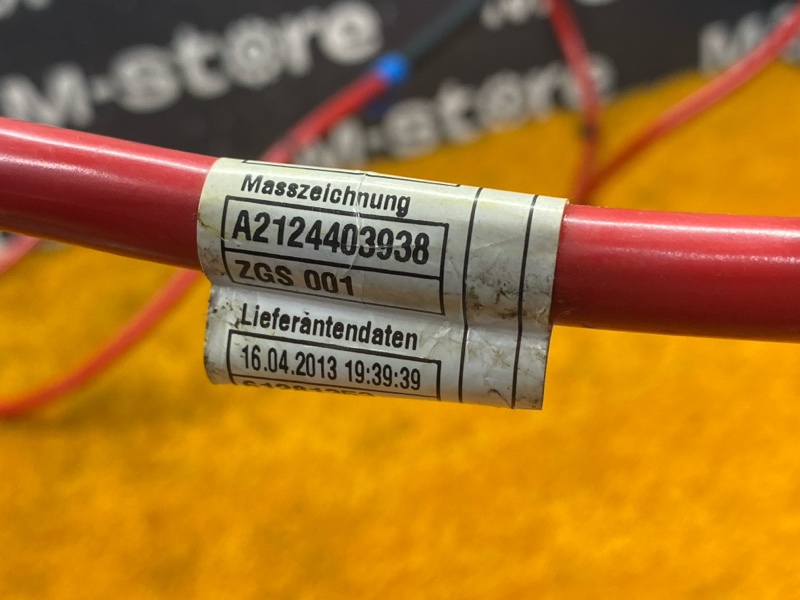 M-store
M-store
Masszeichnung
A2124403938
ZGS 001
Lieferantendaten
16.04.2013 19:39:39